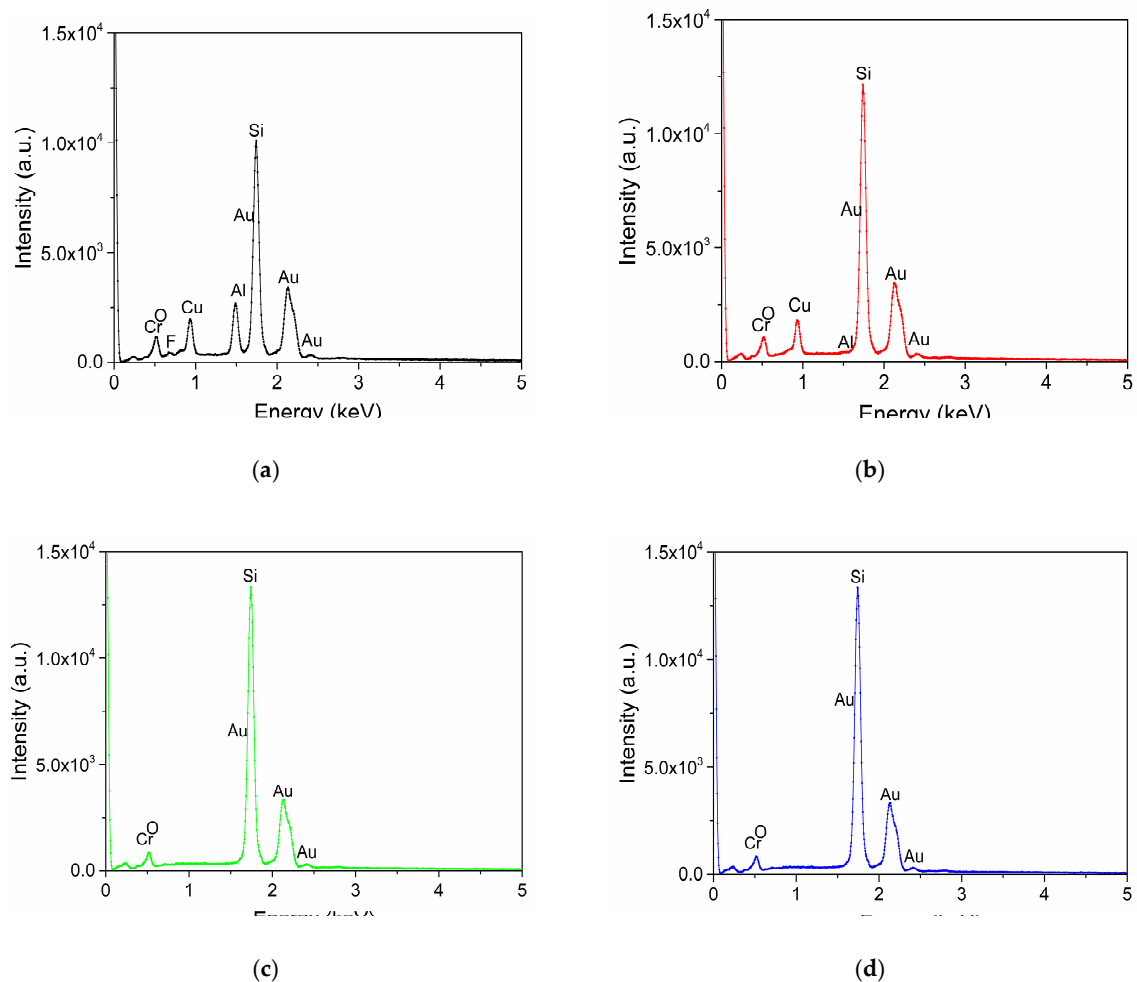 1.5x10⁴
1.0x10⁴
5.0x10³
0.0
Intensity (a.u.)
Cr
O
F
Cu
Al
Au
Si
Au
Au
0 1 2 3 4 5
Energy (keV)
(a)
1.5x10⁴
1.0x10⁴
5.0x10³
0.0
Intensity (a.u.)
Cr
O
Cu
Al
Au
Si
Au
Au
0 1 2 3 4 5
Energy (keV)
(b)
1.5x10⁴
1.0x10⁴
5.0x10³
0.0
Intensity (a.u.)
Cr
O
Au
Si
Au
Au
0 1 2 3 4 5
Energy (keV)
(c)
1.5x10⁴
1.0x10⁴
5.0x10³
0.0
Intensity (a.u.)
Cr
O
Au
Si
Au
Au
0 1 2 3 4 5
(d)